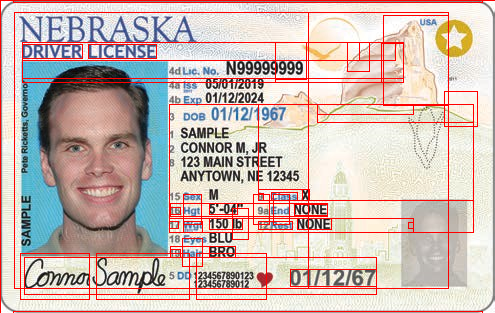 NEBRASKA
USA
DRIVER LICENSE
4d Lic. No. N99999999
4a Iss 05/01/2019
4b Exp 01/12/2024
3 DOB 01/12/1967
1 SAMPLE
2 CONNOR M, JR
8 123 MAIN STREET
ANYTOWN, NE 12345
15 Sex M 9 Class X
16 Hgt 5'-04" 9a End NONE
17 Wgt 150 lb 12 Rest NONE
18 Eyes BLU
19 Hair BRO
5 DD 1234567890123
1234567890123
01/12/67
Pete Ricketts, Governor
SAMPLE
Connor Sample